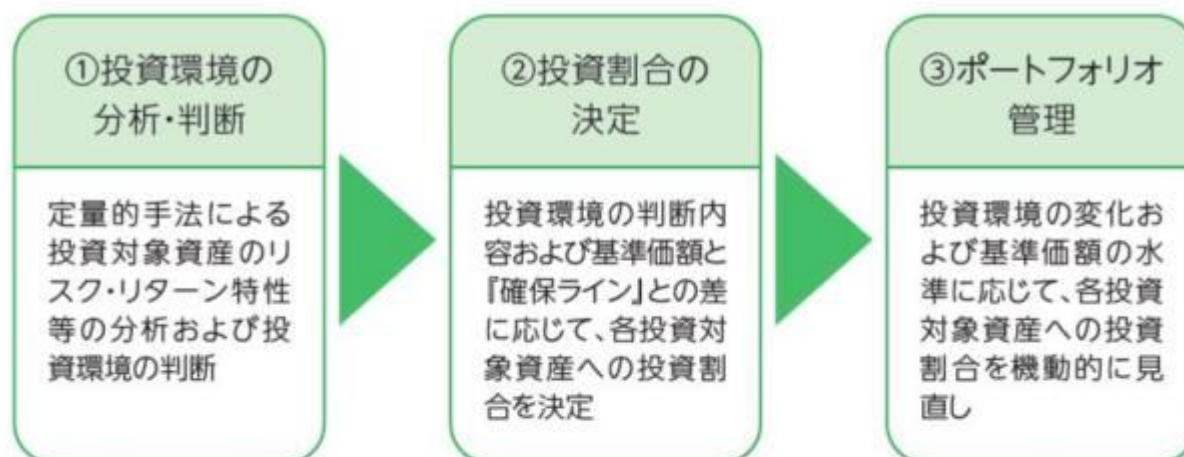 ①投資環境の
分析・判断
定量的手法による
投資対象資産のリ
スク・リターン特性
等の分析および投
資環境の判断
②投資割合の
決定
投資環境の判断内
容および基準価額と
『確保ライン』との差
に応じて、各投資対
象資産への投資割
合を決定
③ポートフォリオ
管理
投資環境の変化お
よび基準価額の水
準に応じて、各投資
対象資産への投資
割合を機動的に見
直し